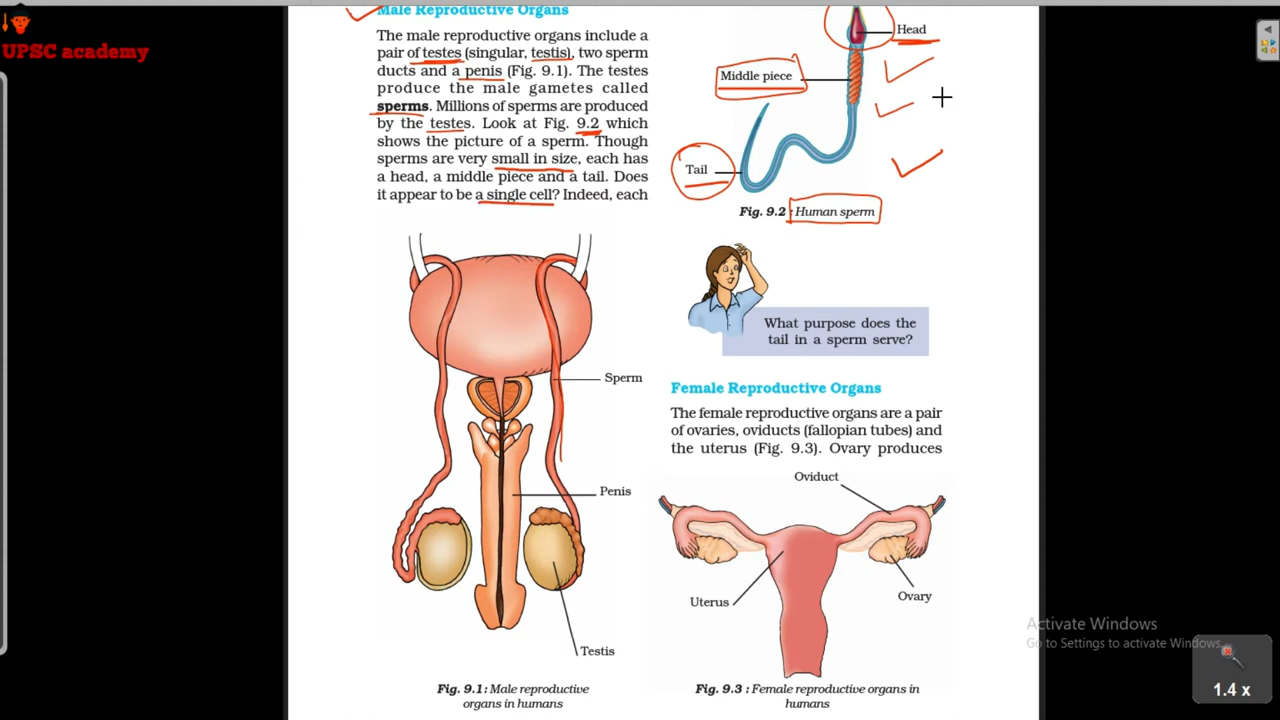 UPSC academy
Male Reproductive Organs
The male reproductive organs include a
pair of testes (singular, testis), two sperm
ducts and a penis (Fig. 9.1). The testes
produce the male gametes called
sperms. Millions of sperms are produced
by the testes. Look at Fig. 9.2 which
shows the picture of a sperm. Though
sperms are very small in size, each has
a head, a middle piece and a tail. Does
it appear to be a single cell? Indeed, each
Sperm
Penis
Testis
Fig. 9.1 : Male reproductive
organs in humans
Head
Middle piece
Tail
Fig. 9.2 : Human sperm
What purpose does the
tail in a sperm serve?
Female Reproductive Organs
The female reproductive organs are a pair
of ovaries, oviducts (fallopian tubes) and
the uterus (Fig. 9.3). Ovary produces
Oviduct
Uterus
Ovary
Fig. 9.3 : Female reproductive organs in
humans
Activate Windows
Go to Settings to activate Windows.
1.4 x